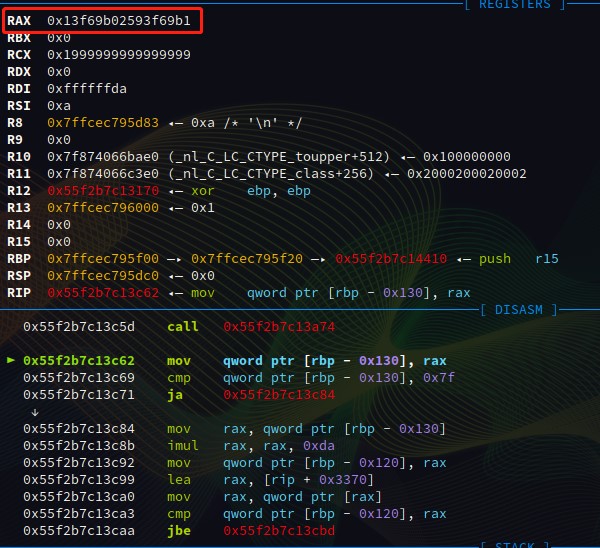 [ REGISTERS ]
RAX 0x13f69b02593f69b1
RBX 0x0
RCX 0x1999999999999999
RDX 0x0
RDI 0xffffffda
RSI 0xa
R8 0x7ffcec795d83 ◂— 0xa /* '\n' */
R9 0x0
R10 0x7f874066bae0 (_nl_C_LC_CTYPE_toupper+512) ◂— 0x100000000
R11 0x7f874066c3e0 (_nl_C_LC_CTYPE_class+256) ◂— 0x2000200020002
R12 0x55f2b7c13170 ◂— xor ebp, ebp
R13 0x7ffcec796000 ◂— 0x1
R14 0x0
R15 0x0
RBP 0x7ffcec795f00 —▸ 0x7ffcec795f20 —▸ 0x55f2b7c14410 ◂— push r15
RSP 0x7ffcec795dc0 ◂— 0x0
RIP 0x55f2b7c13c62 ◂— mov qword ptr [rbp - 0x130], rax
[ DISASM ]
0x55f2b7c13c5d call 0x55f2b7c13a74
► 0x55f2b7c13c62 mov qword ptr [rbp - 0x130], rax
0x55f2b7c13c69 cmp qword ptr [rbp - 0x130], 0x7f
0x55f2b7c13c71 ja 0x55f2b7c13c84
↓
0x55f2b7c13c84 mov rax, qword ptr [rbp - 0x130]
0x55f2b7c13c8b imul rax, rax, 0xda
0x55f2b7c13c92 mov qword ptr [rbp - 0x120], rax
0x55f2b7c13c99 lea rax, [rip + 0x3370]
0x55f2b7c13ca0 mov rax, qword ptr [rax]
0x55f2b7c13ca3 cmp qword ptr [rbp - 0x120], rax
0x55f2b7c13caa jbe 0x55f2b7c13cbd
[ STACK ]